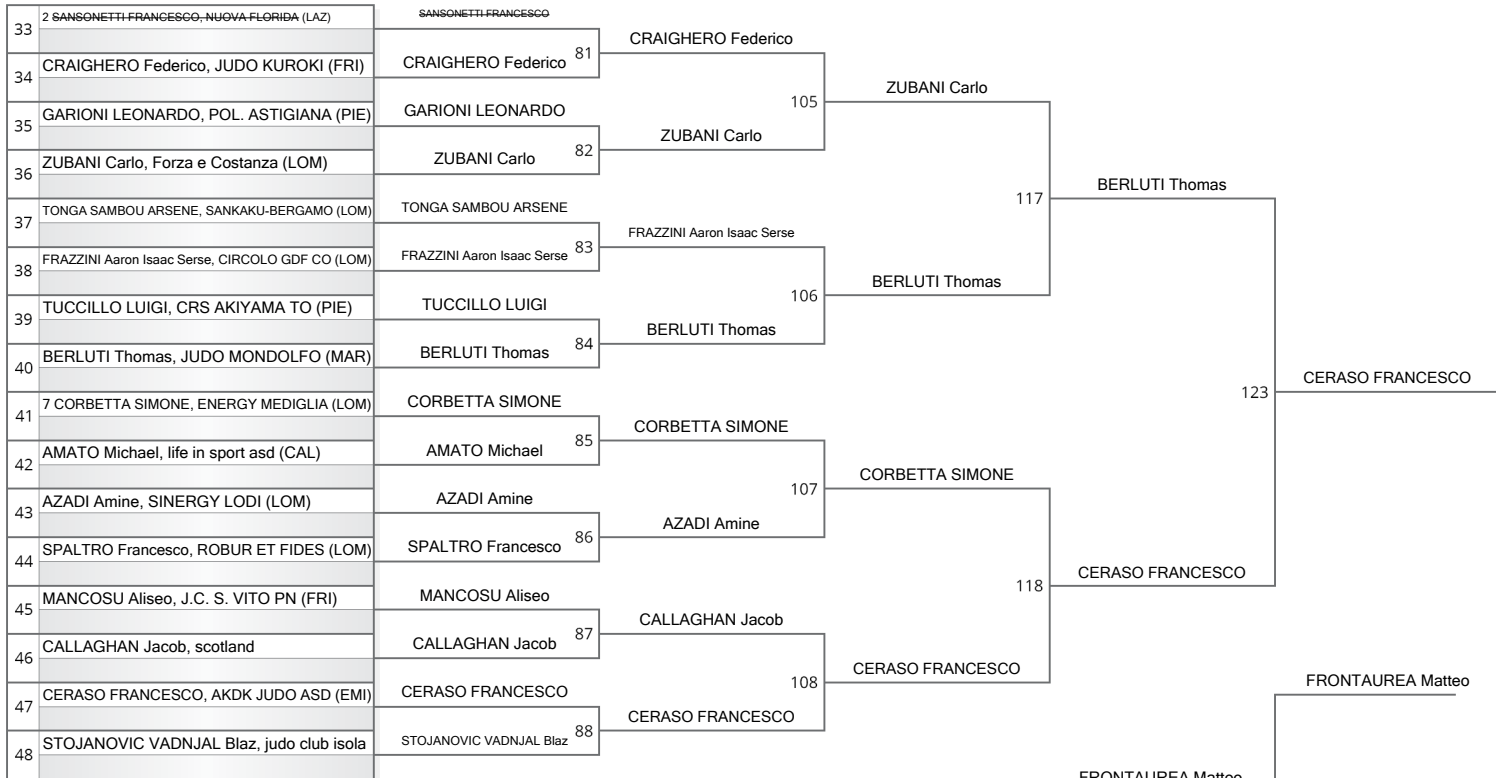 33
2 SANSONETTI FRANCESCO, NUOVA FLORIDA (LAZ)
34
CRAIGHERO Federico, JUDO KUROKI (FRI)
35
GARIONI LEONARDO, POL. ASTIGIANA (PIE)
36
ZUBANI Carlo, Forza e Costanza (LOM)
37
TONGA SAMBOU ARSENE, SANKAKU-BERGAMO (LOM)
38
FRAZZINI Aaron Isaac Serse, CIRCOLO GDF CO (LOM)
39
TUCCILLO LUIGI, CRS AKIYAMA TO (PIE)
40
BERLUTI Thomas, JUDO MONDOLFO (MAR)
41
7 CORBETTA SIMONE, ENERGY MEDIGLIA (LOM)
42
AMATO Michael, life in sport asd (CAL)
43
AZADI Amine, SINERGY LODI (LOM)
44
SPALTRO Francesco, ROBUR ET FIDES (LOM)
45
MANCOSU Aliseo, J.C. S. VITO PN (FRI)
46
CALLAGHAN Jacob, scotland
47
CERASO FRANCESCO, AKDK JUDO ASD (EMI)
48
STOJANOVIC VADNJAL Blaz, judo club isola
SANSONETTI FRANCESCO
81
CRAIGHERO Federico
GARIONI LEONARDO
82
ZUBANI Carlo
TONGA SAMBOU ARSENE
83
FRAZZINI Aaron Isaac Serse
TUCCILLO LUIGI
84
BERLUTI Thomas
CORBETTA SIMONE
85
AMATO Michael
AZADI Amine
86
SPALTRO Francesco
MANCOSU Aliseo
87
CALLAGHAN Jacob
CERASO FRANCESCO
88
STOJANOVIC VADNJAL Blaz
CRAIGHERO Federico
105
ZUBANI Carlo
FRAZZINI Aaron Isaac Serse
106
BERLUTI Thomas
CORBETTA SIMONE
107
AZADI Amine
CALLAGHAN Jacob
108
CERASO FRANCESCO
ZUBANI Carlo
117
BERLUTI Thomas
CORBETTA SIMONE
118
CERASO FRANCESCO
BERLUTI Thomas
123
CERASO FRANCESCO
CERASO FRANCESCO
FRONTAUREA Matteo
FRONTAUREA Matteo